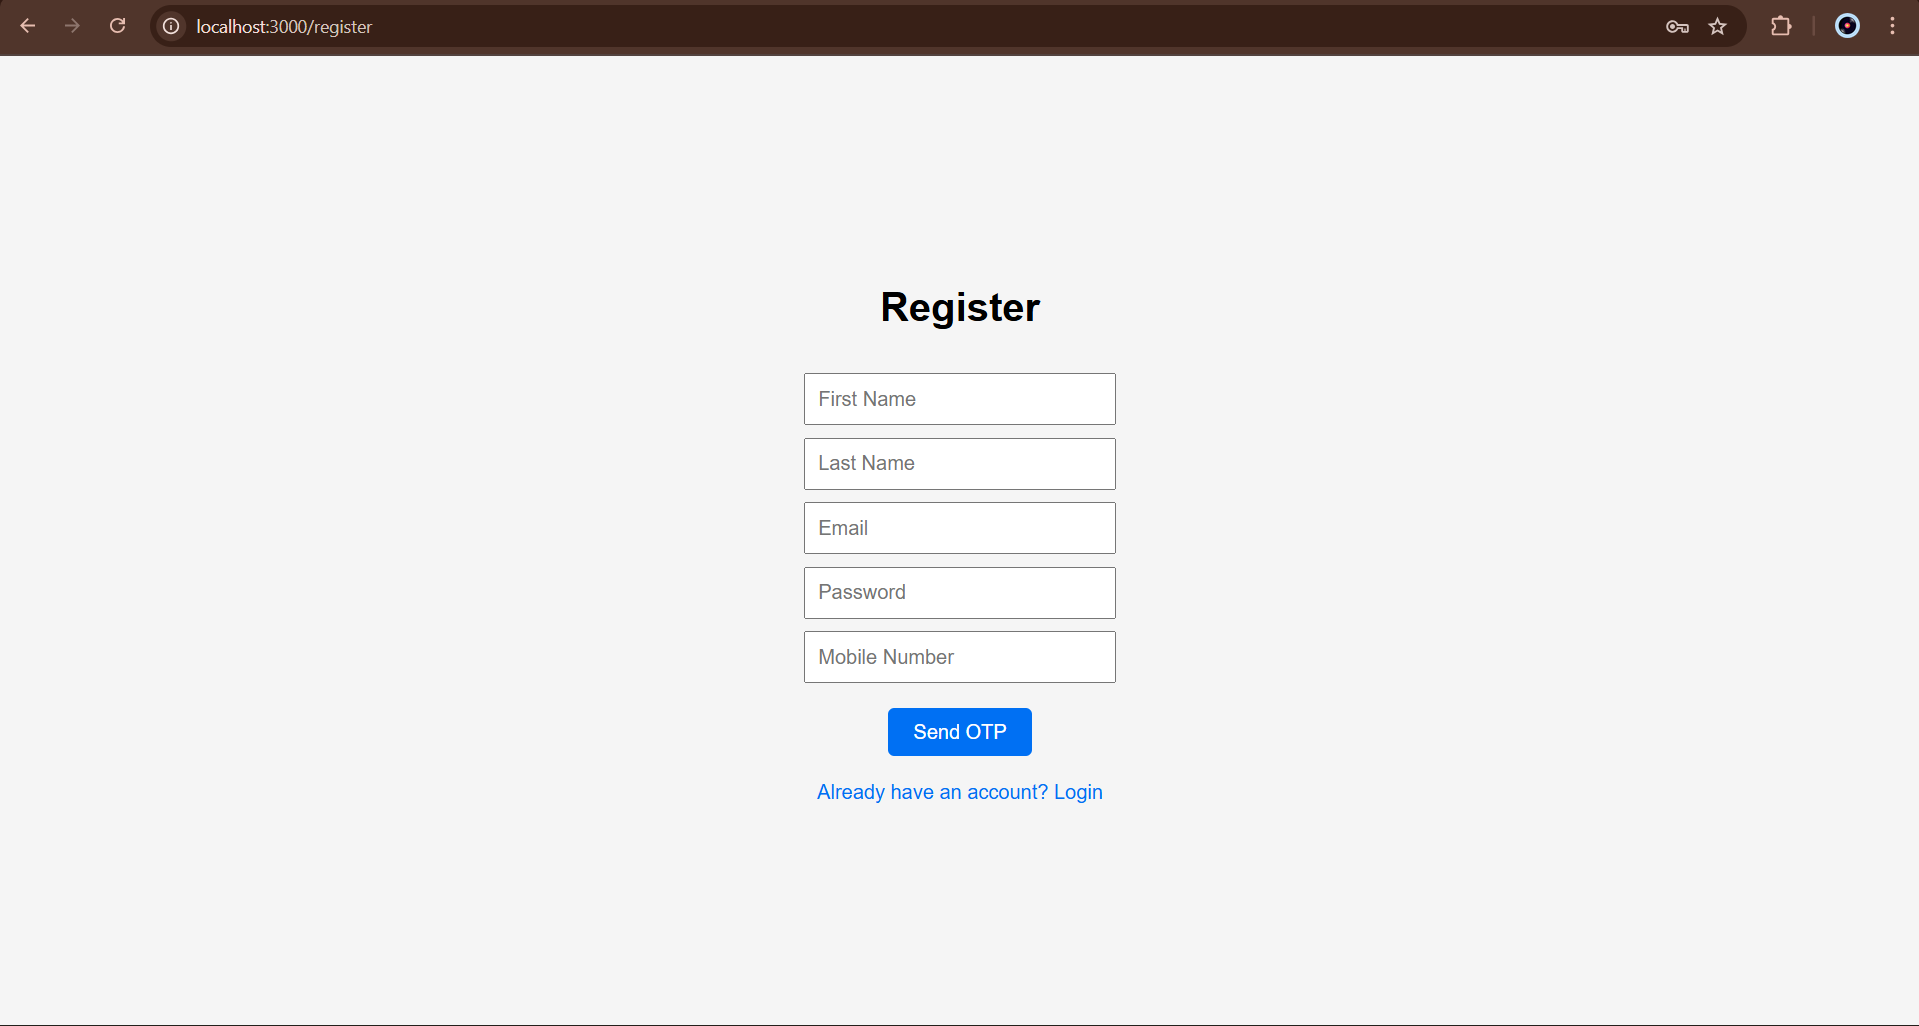 localhost:3000/register
Register
First Name
Last Name
Email
Password
Mobile Number
Send OTP
Already have an account? Login